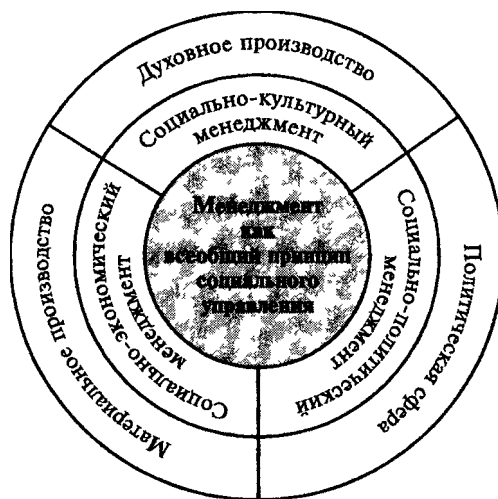 Духовное производство
Социально-культурный
менеджмент
Менеджмент
как
всеобщий принцип
социального
управления
Социально-экономический
менеджмент
Материальное производство
Социально-политический
менеджмент
Политическая сфера